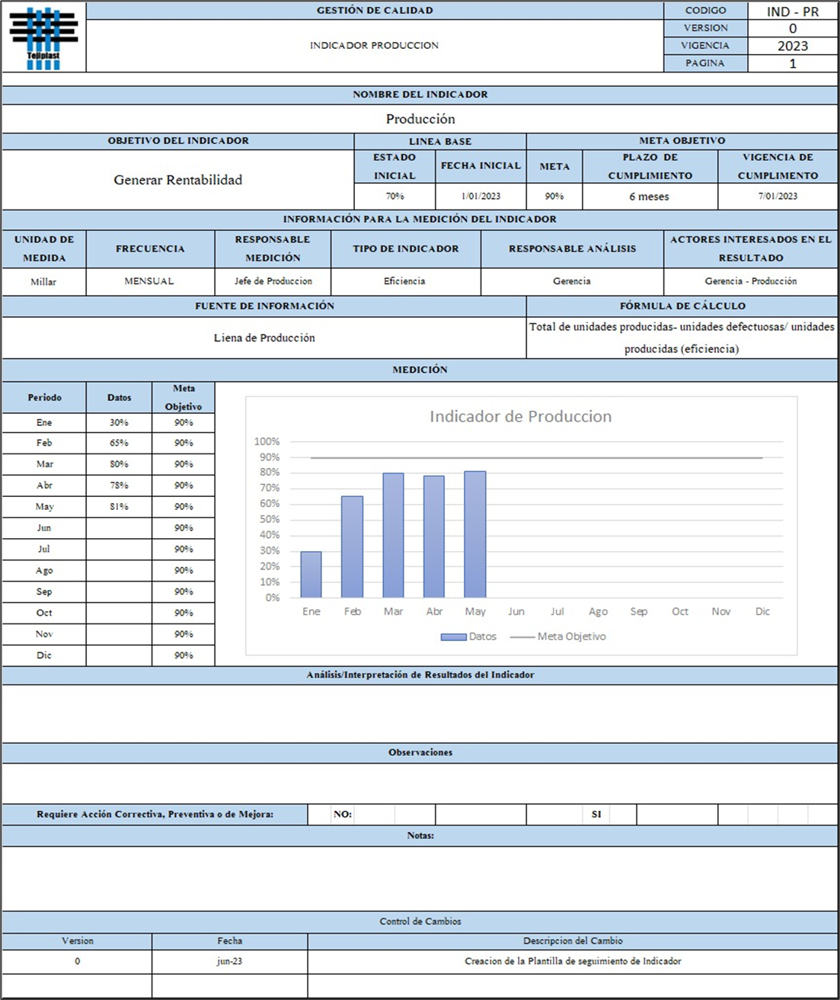 Tejiplast
GESTIÓN DE CALIDAD
INDICADOR PRODUCCION
CODIGO IND - PR
VERSION 0
VIGENCIA 2023
PAGINA 1
NOMBRE DEL INDICADOR
Producción
OBJETIVO DEL INDICADOR LINEA BASE META OBJETIVO
Generar Rentabilidad
ESTADO INICIAL FECHA INICIAL META PLAZO DE CUMPLIMIENTO VIGENCIA DE CUMPLIMENTO
70% 1/01/2023 90% 6 meses 7/01/2023
INFORMACIÓN PARA LA MEDICIÓN DEL INDICADOR
UNIDAD DE MEDIDA FRECUENCIA RESPONSABLE MEDICIÓN TIPO DE INDICADOR RESPONSABLE ANÁLISIS ACTORES INTERESADOS EN EL RESULTADO
Millar MENSUAL Jefe de Produccion Eficiencia Gerencia Gerencia - Producción
FUENTE DE INFORMACIÓN FÓRMULA DE CÁLCULO
Liena de Producción
Total de unidades producidas- unidades defectuosas/ unidades
producidas (eficiencia)
MEDICIÓN
Periodo Datos Meta Objetivo
Ene 30% 90%
Feb 65% 90%
Mar 80% 90%
Abr 78% 90%
May 81% 90%
Jun 90%
Jul 90%
Ago 90%
Sep 90%
Oct 90%
Nov 90%
Dic 90%
Indicador de Produccion
100%
90%
80%
70%
60%
50%
40%
30%
20%
10%
0%
Ene Feb Mar Abr May Jun Jul Ago Sep Oct Nov Dic
Datos Meta Objetivo
Análisis/Interpretación de Resultados del Indicador
Observaciones
Requiere Acción Correctiva, Preventiva o de Mejora: NO: SI
Notas:
Control de Cambios
Version Fecha Descripcion del Cambio
0 jun-23 Creacion de la Plantilla de seguimiento de Indicador